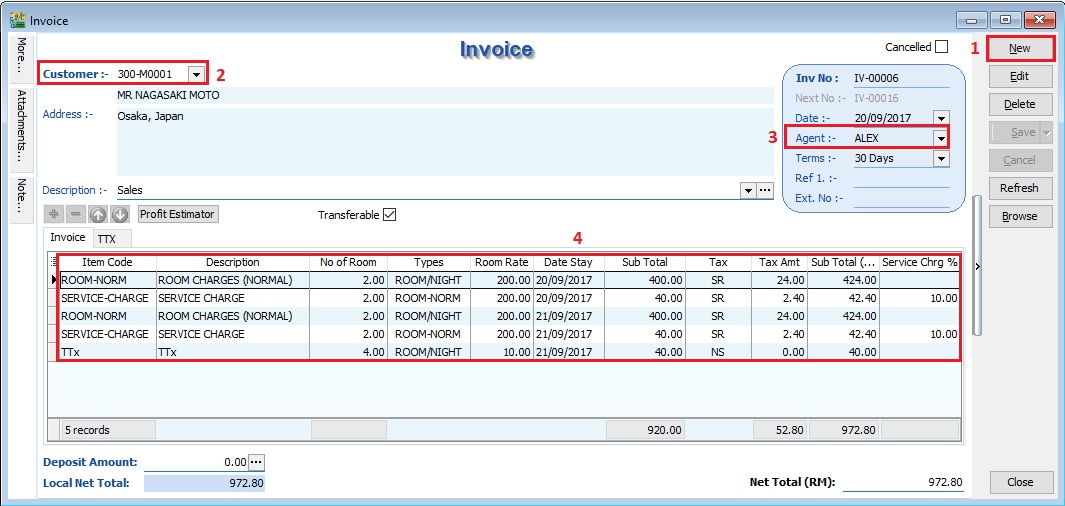 Invoice
More...
Attachments...
Note...
Invoice
Cancelled
1 New
Edit
Delete
Save
Cancel
Refresh
Browse
Customer :- 300-M0001 2
MR NAGASAKI MOTO
Address :- Osaka, Japan
Inv No : IV-00006
Next No :- IV-00016
Date :- 20/09/2017
3 Agent :- ALEX
Terms :- 30 Days
Ref 1. :-
Ext. No :-
Description :- Sales ...
Profit Estimator Transferable
Invoice TTX 4
Item Code Description No of Room Types Room Rate Date Stay Sub Total Tax Tax Amt Sub Total (... Service Chrg %
ROOM-NORM ROOM CHARGES (NORMAL) 2.00 ROOM/NIGHT 200.00 20/09/2017 400.00 SR 24.00 424.00
SERVICE-CHARGE SERVICE CHARGE 2.00 ROOM-NORM 200.00 20/09/2017 40.00 SR 2.40 42.40 10.00
ROOM-NORM ROOM CHARGES (NORMAL) 2.00 ROOM/NIGHT 200.00 21/09/2017 400.00 SR 24.00 424.00
SERVICE-CHARGE SERVICE CHARGE 2.00 ROOM-NORM 200.00 21/09/2017 40.00 SR 2.40 42.40 10.00
TTx TTx 4.00 ROOM/NIGHT 10.00 21/09/2017 40.00 NS 0.00 40.00
5 records 920.00 52.80 972.80
Deposit Amount: 0.00 ...
Local Net Total: 972.80
Net Total (RM): 972.80
Close